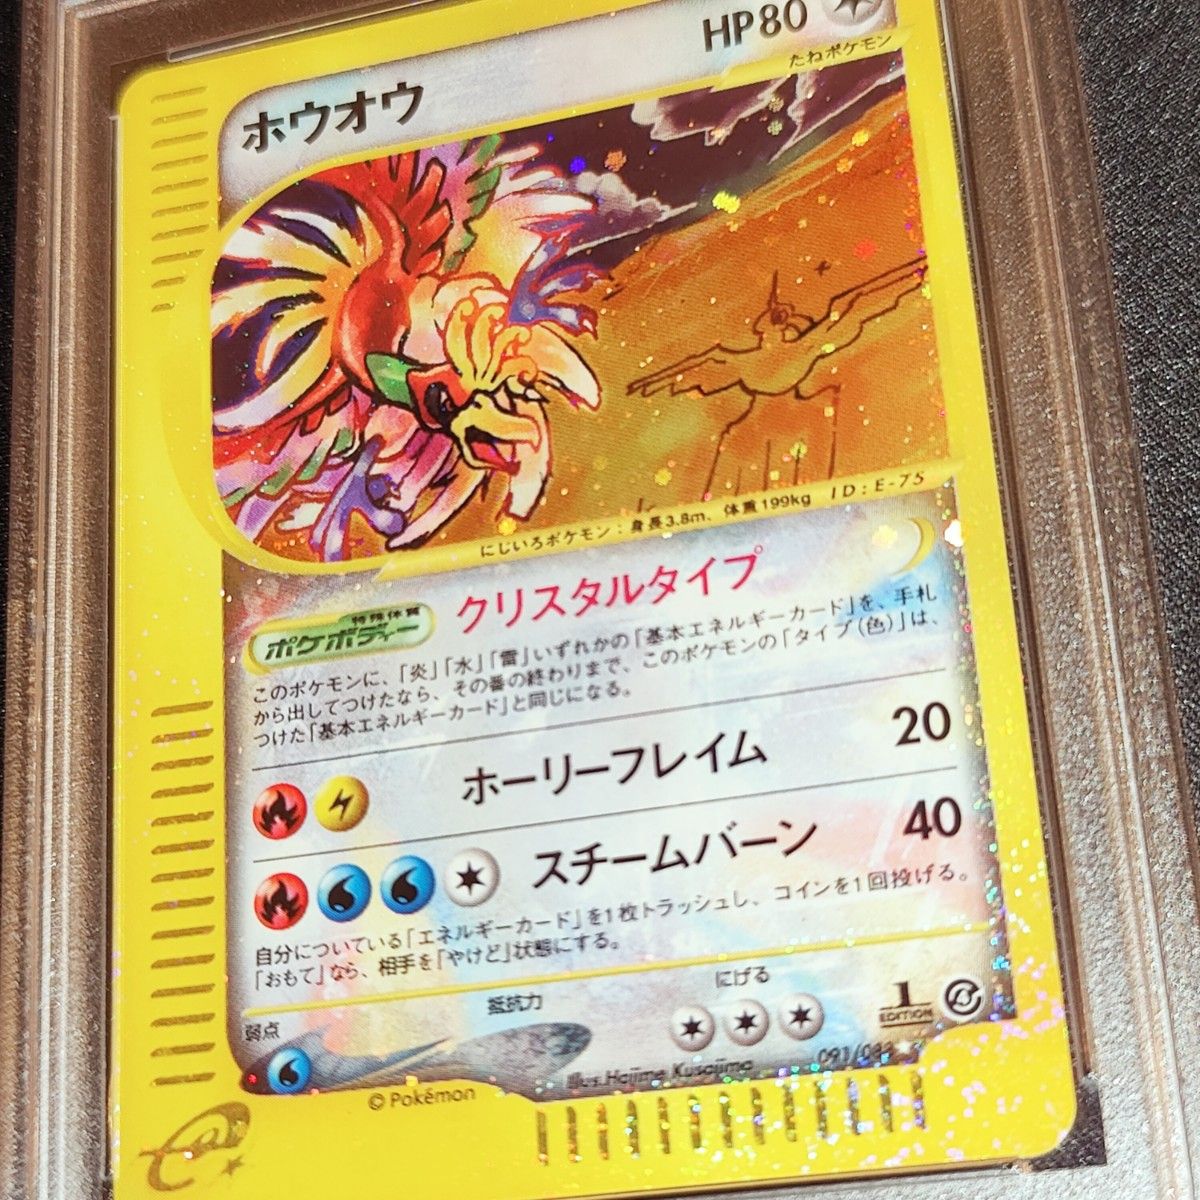 HP80
たねポケモン
ホウオウ
にじいろポケモン:身長3.8m、体重199kg ID:E-75
特殊体質
ポケボディー
クリスタルタイプ
このポケモンに、「炎」「水」「雷」いずれかの「基本エネルギーカード」を、手札
から出してつけたなら、その番の終わりまで、このポケモンの「タイプ(色)」は、
つけた「基本エネルギーカード」と同じになる。
ホーリーフレイム 20
スチームバーン 40
自分についている「エネルギーカード」を1枚トラッシュし、コインを1回投げる。
「おもて」なら、相手を「やけど」状態にする。
弱点
抵抗力
にげる
1
EDITION
Illus. Hajime Kusajima
091/088
© Pokémon
e